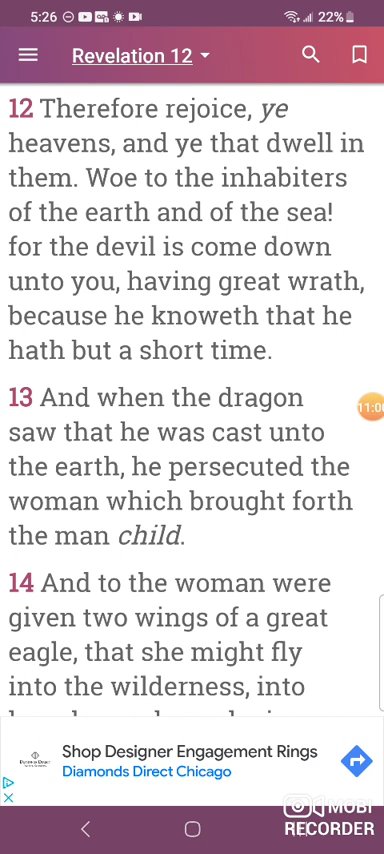 5:26
22%
Revelation 12
12 Therefore rejoice, ye
heavens, and ye that dwell in
them. Woe to the inhabiters
of the earth and of the sea!
for the devil is come down
unto you, having great wrath,
because he knoweth that he
hath but a short time.
13 And when the dragon
saw that he was cast unto
the earth, he persecuted the
woman which brought forth
the man child.
14 And to the woman were
given two wings of a great
eagle, that she might fly
into the wilderness, into
11:00
Shop Designer Engagement Rings
Diamonds Direct Chicago
MOBI
RECORDER